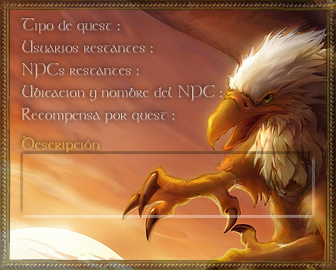 Tipo de quest :
Usuarios restantes :
NPCs restantes :
Ubicacion y nombre del NPC :
Recompensa por quest :
Descripción